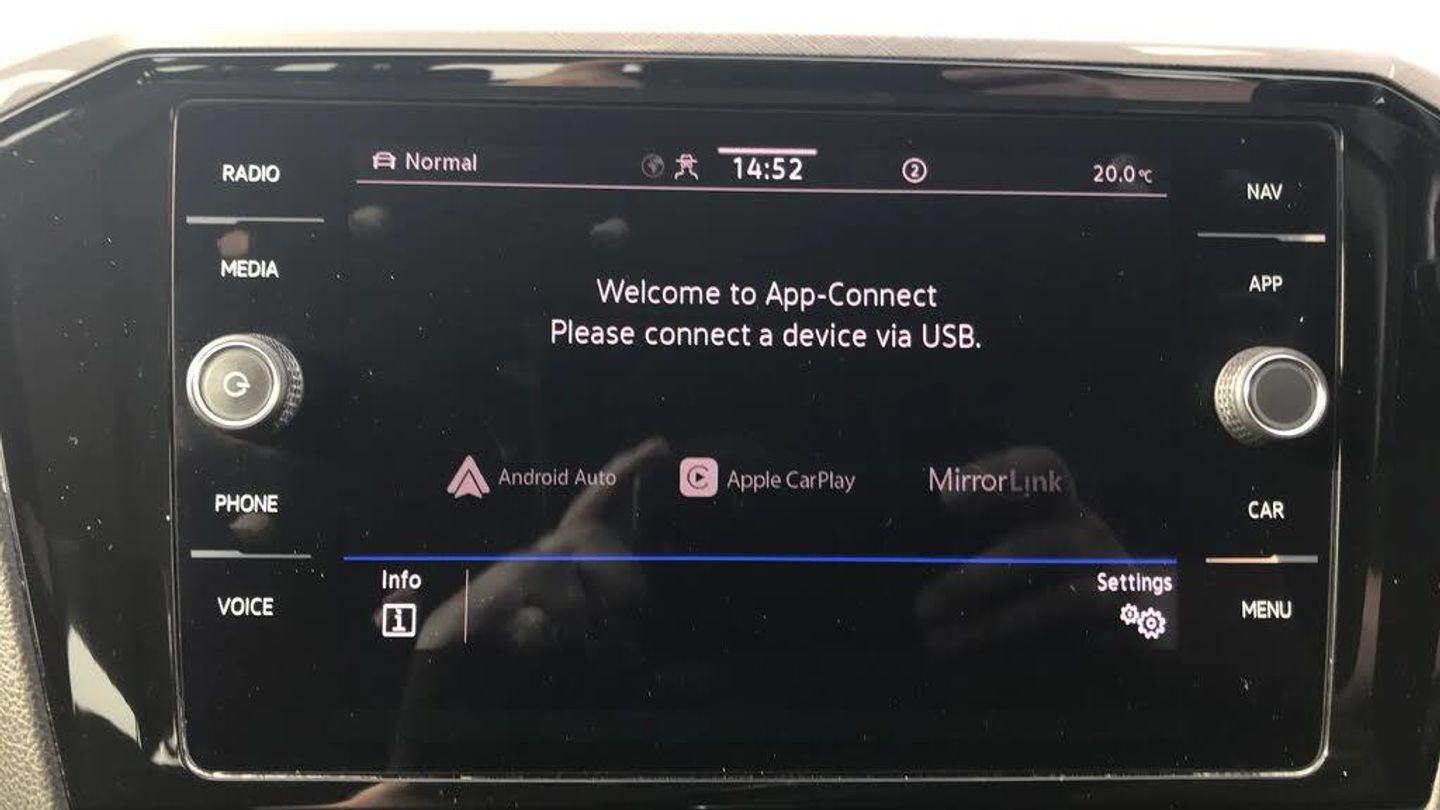 RADIO
MEDIA
PHONE
VOICE
Normal
14:52
2
20.0°C
Welcome to App-Connect
Please connect a device via USB.
Android Auto
Apple CarPlay
MirrorLink
Info
i
Settings
NAV
APP
CAR
MENU